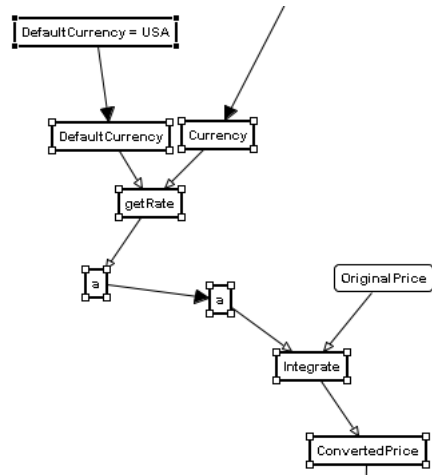 DefaultCurrency = USA
DefaultCurrency
Currency
getRate
a
a
OriginalPrice
Integrate
ConvertedPrice